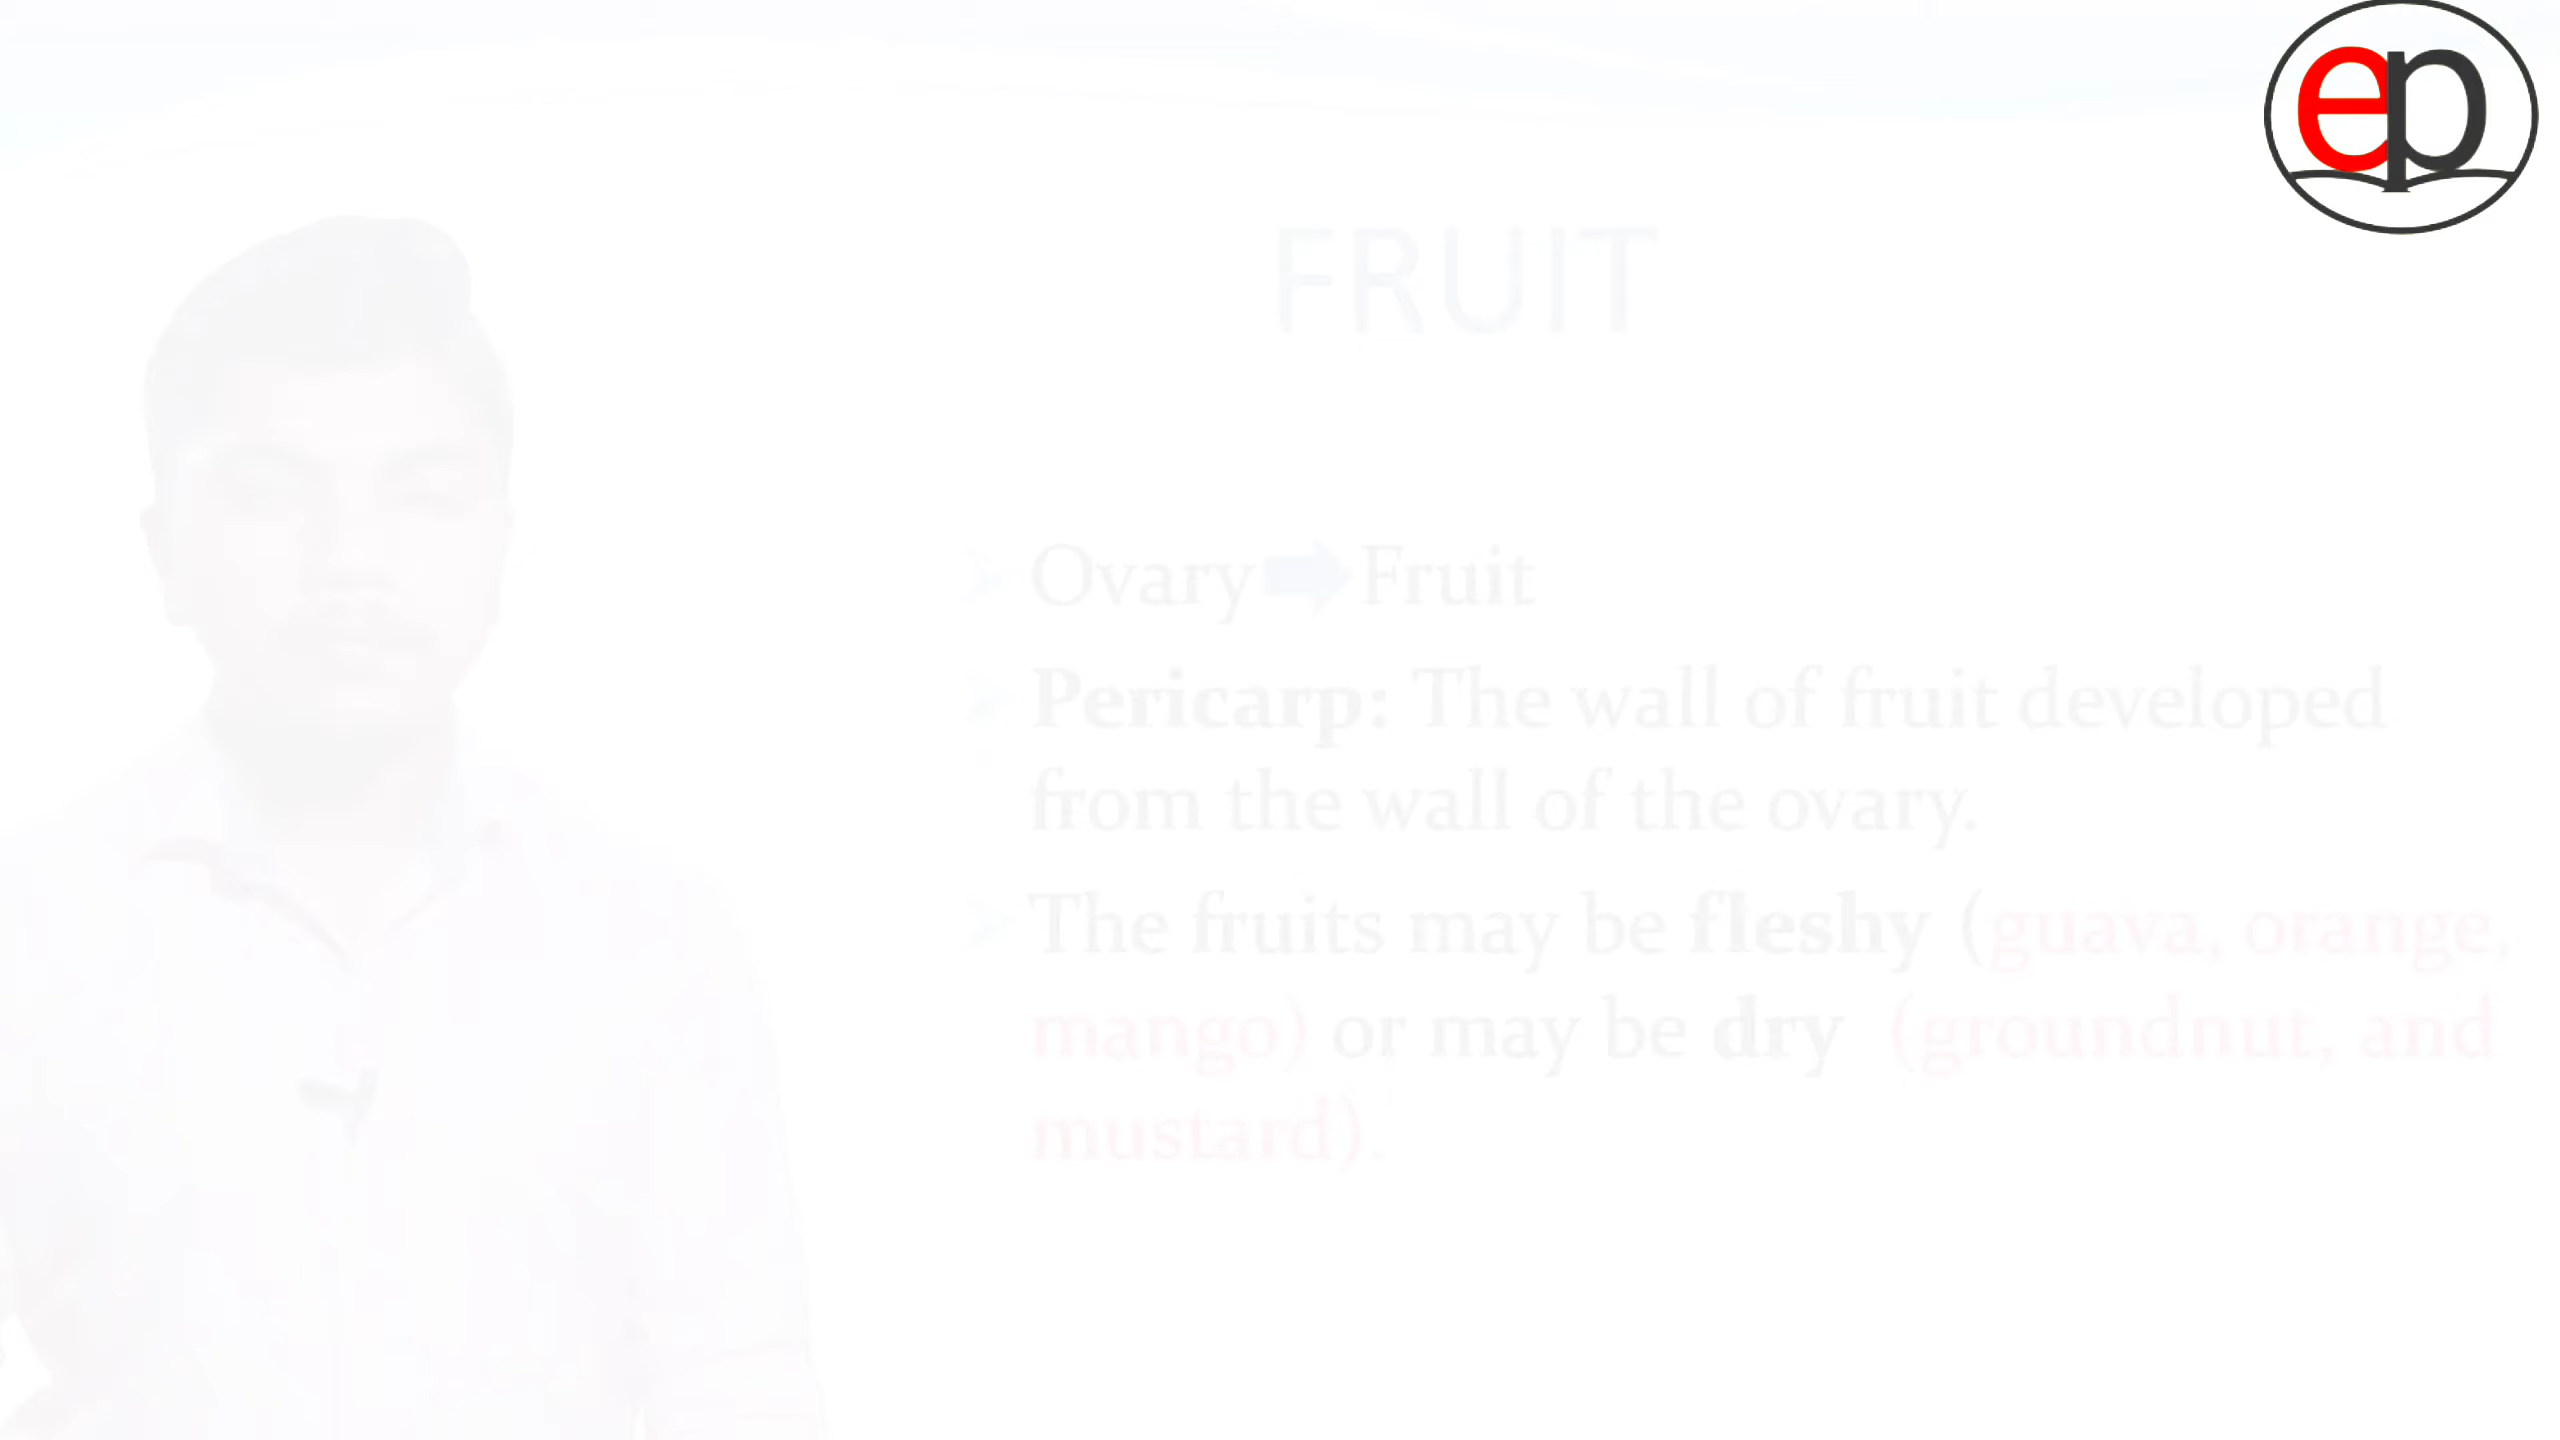 ep
FRUIT
Ovary Fruit
Pericarp: The wall of fruit developed
from the wall of the ovary.
The fruits may be fleshy (guava, orange,
mango) or may be dry (groundnut, and
mustard).